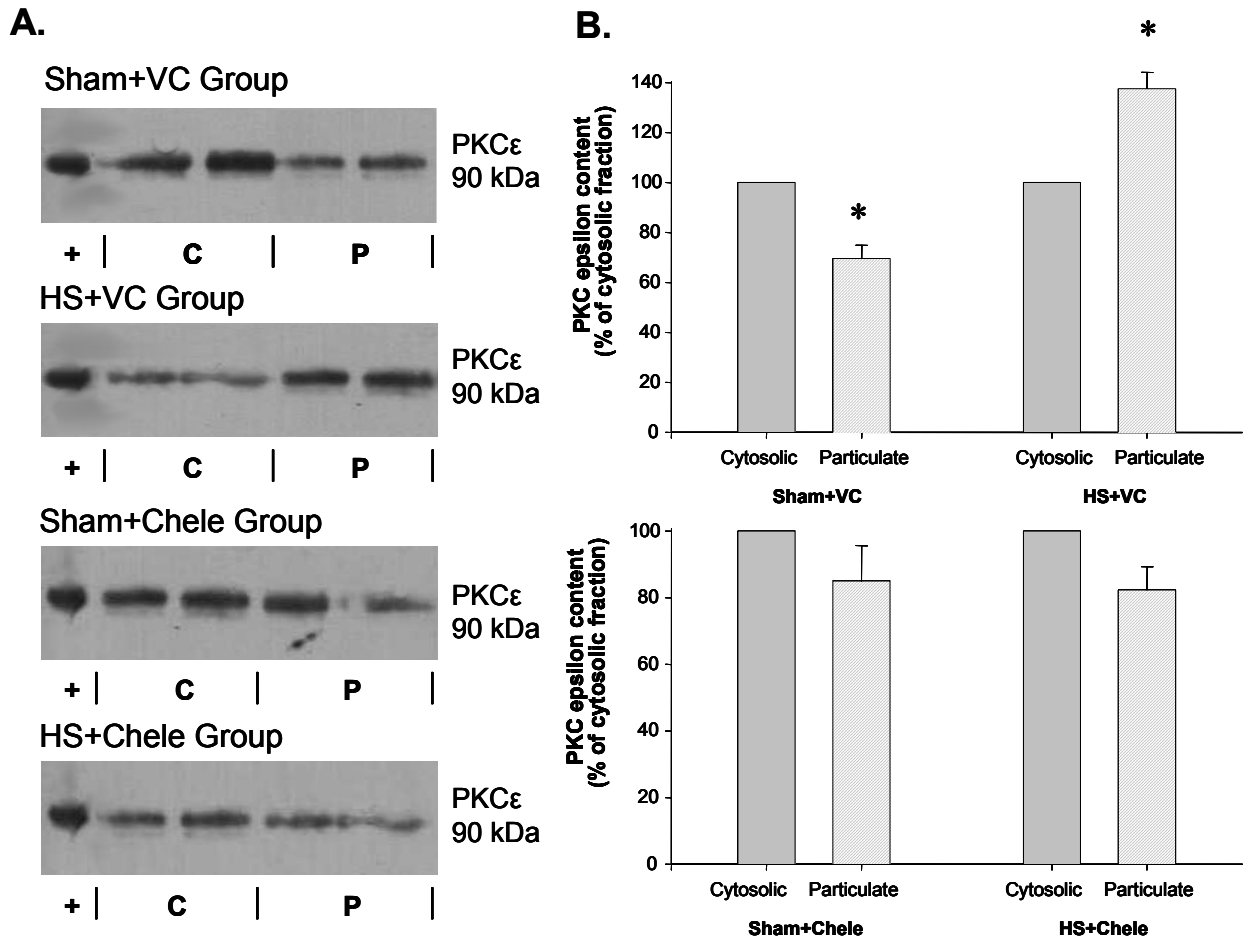 A.
Sham+VC Group
PKCε
90 kDa
+ | C | P |
HS+VC Group
PKCε
90 kDa
+ | C | P |
Sham+Chele Group
PKCε
90 kDa
+ | C | P |
HS+Chele Group
PKCε
90 kDa
+ | C | P |
B.
PKC epsilon content
(% of cytosolic fraction)
140
120
100
80
60
40
20
0
*
*
Cytosolic Particulate Cytosolic Particulate
Sham+VC HS+VC
PKC epsilon content
(% of cytosolic fraction)
100
80
60
40
20
0
Cytosolic Particulate Cytosolic Particulate
Sham+Chele HS+Chele